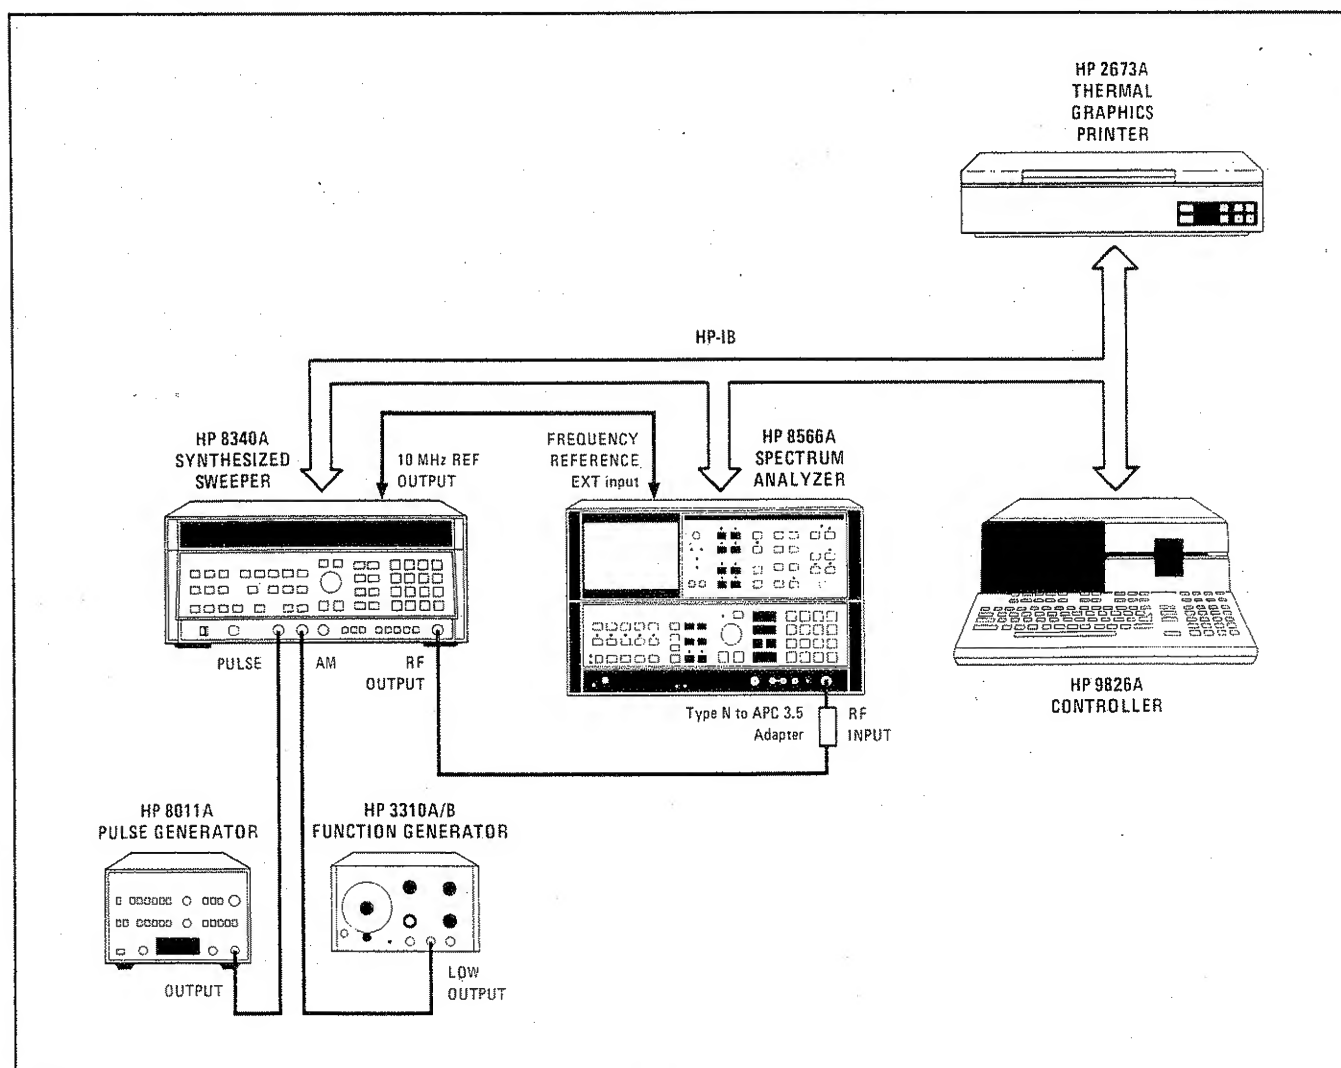 HP 2673A
THERMAL
GRAPHICS
PRINTER
HP-IB
HP 8340A
SYNTHESIZED
SWEEPER
10 MHz REF
OUTPUT
FREQUENCY
REFERENCE
EXT input
HP 8566A
SPECTRUM
ANALYZER
PULSE
AM
RF
OUTPUT
Type N to APC 3.5
Adapter
RF
INPUT
HP 9826A
CONTROLLER
HP 8011A
PULSE GENERATOR
HP 3310A/B
FUNCTION GENERATOR
OUTPUT
LOW
OUTPUT